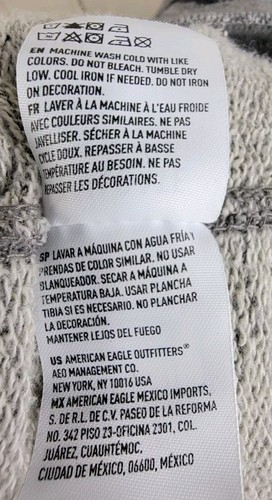 EN MACHINE WASH COLD WITH LIKE
COLORS. DO NOT BLEACH. TUMBLE DRY
LOW. COOL IRON IF NEEDED. DO NOT IRON
ON DECORATION.
FR LAVER À LA MACHINE À L'EAU FROIDE
AVEC COULEURS SIMILAIRES. NE PAS
JAVELLISER. SÉCHER À LA MACHINE
CYCLE DOUX. REPASSER À BASSE
TEMPÉRATURE AU BESOIN. NE PAS
REPASSER LES DÉCORATIONS.
SP LAVAR A MÁQUINA CON AGUA FRIA Y
PRENDAS DE COLOR SIMILAR. NO USAR
BLANQUEADOR. SECAR A MÁQUINA A
TEMPERATURA BAJA. USAR PLANCHA
TIBIA SI ES NECESARIO. NO PLANCHAR
LA DECORACIÓN.
MANTENER LEJOS DEL FUEGO
US AMERICAN EAGLE OUTFITTERS®
AEO MANAGEMENT CO.
NEW YORK, NY 10016 USA
MX AMERICAN EAGLE MEXICO IMPORTS,
S. DE R.L. DE C.V. PASEO DE LA REFORMA
NO. 342 PISO 23-OFICINA 2301, COL.
JUÁREZ, CUAUHTÉMOC.
CIUDAD DE MÉXICO, 06600, MÉXICO